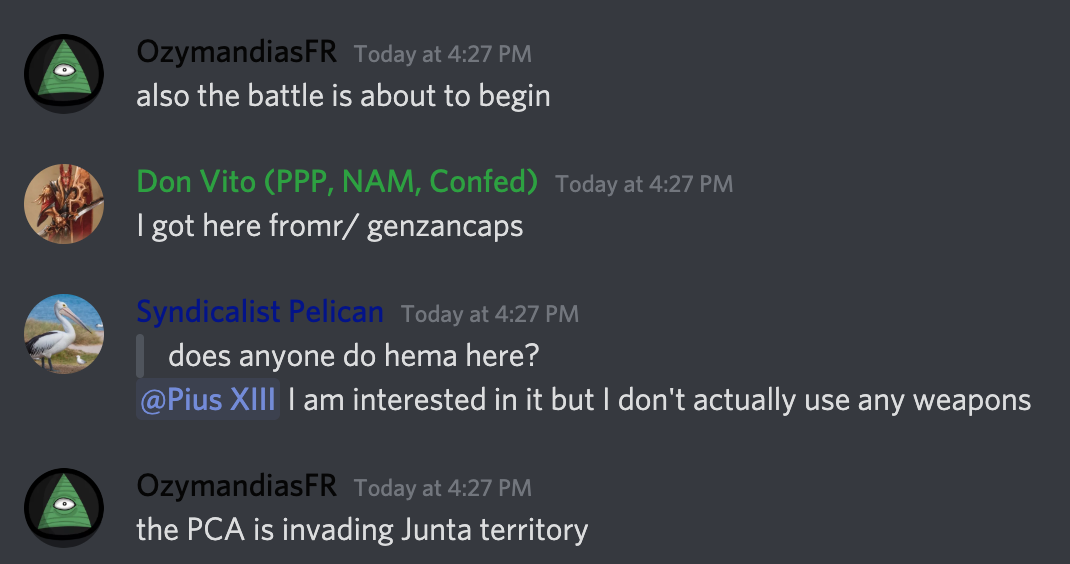 OzymandiasFR Today at 4:27 PM
also the battle is about to begin
Don Vito (PPP, NAM, Confed) Today at 4:27 PM
I got here fromr/ genzancaps
Syndicalist Pelican Today at 4:27 PM
does anyone do hema here?
@Pius XIII I am interested in it but I don't actually use any weapons
OzymandiasFR Today at 4:27 PM
the PCA is invading Junta territory